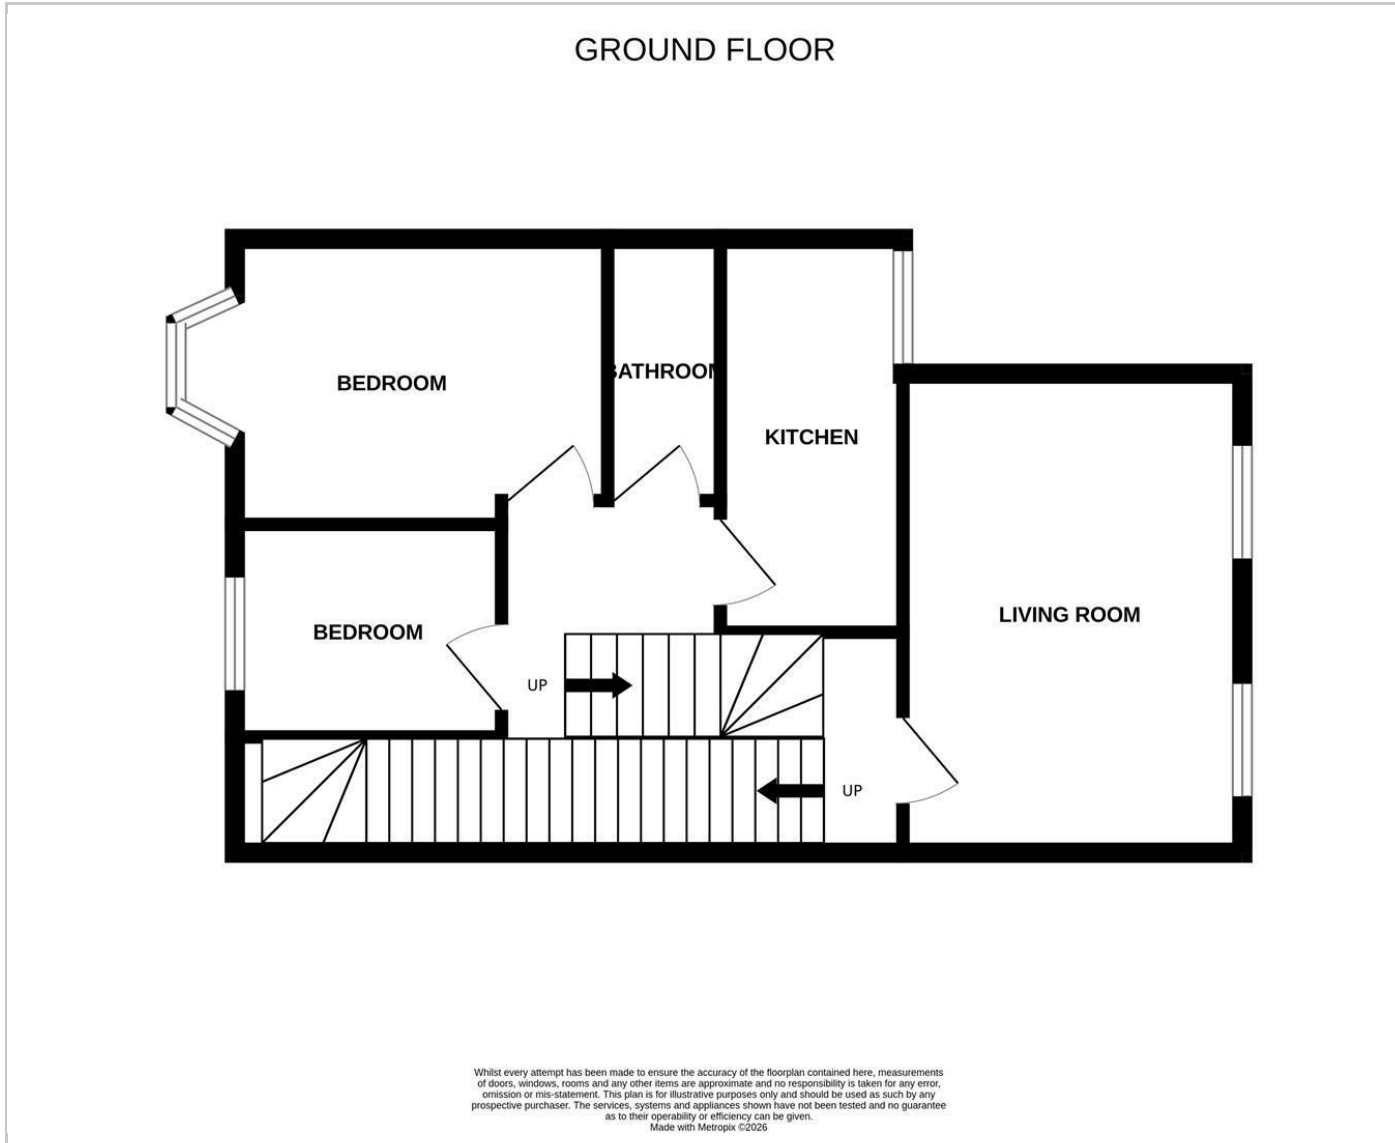 GROUND FLOOR
BEDROOM
BATHROOM
KITCHEN
LIVING ROOM
BEDROOM
UP
UP
Whilst every attempt has been made to ensure the accuracy of the floorplan contained here, measurements
of doors, windows, rooms and any other items are approximate and no responsibility is taken for any error,
omission or mis-statement. This plan is for illustrative purposes only and should be used as such by any
prospective purchaser. The services, systems and appliances shown have not been tested and no guarantee
as to their operability or efficiency can be given.
Made with Metropix ©2026